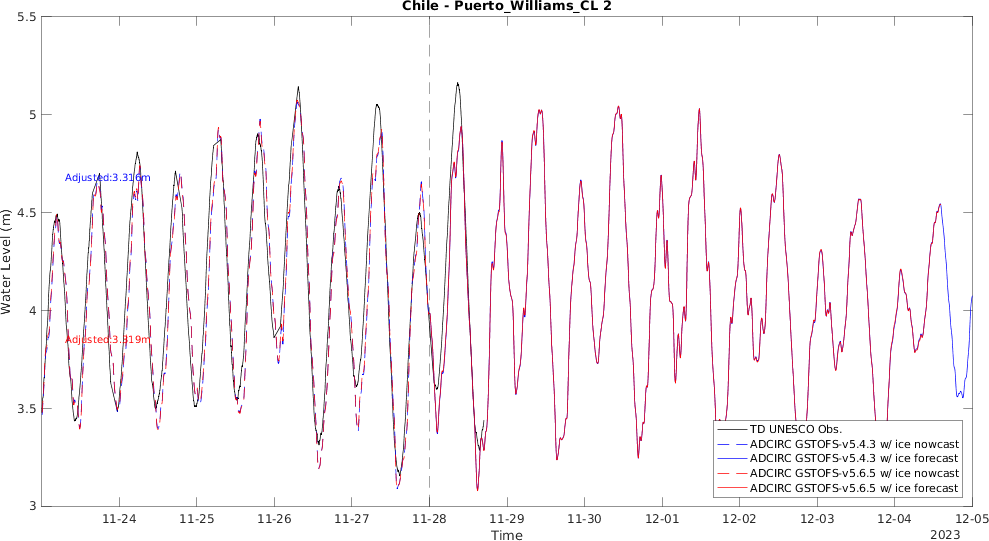 Chile - Puerto_Williams_CL 2
5.5
5
4.5
4
3.5
3
Water Level (m)
Adjusted:3.316m
Adjusted:3.319m
TD UNESCO Obs.
ADCIRC GSTOFS-v5.4.3 w/ ice nowcast
ADCIRC GSTOFS-v5.4.3 w/ ice forecast
ADCIRC GSTOFS-v5.6.5 w/ ice nowcast
ADCIRC GSTOFS-v5.6.5 w/ ice forecast
11-24 11-25 11-26 11-27 11-28 11-29 11-30 12-01 12-02 12-03 12-04 12-05
Time
2023